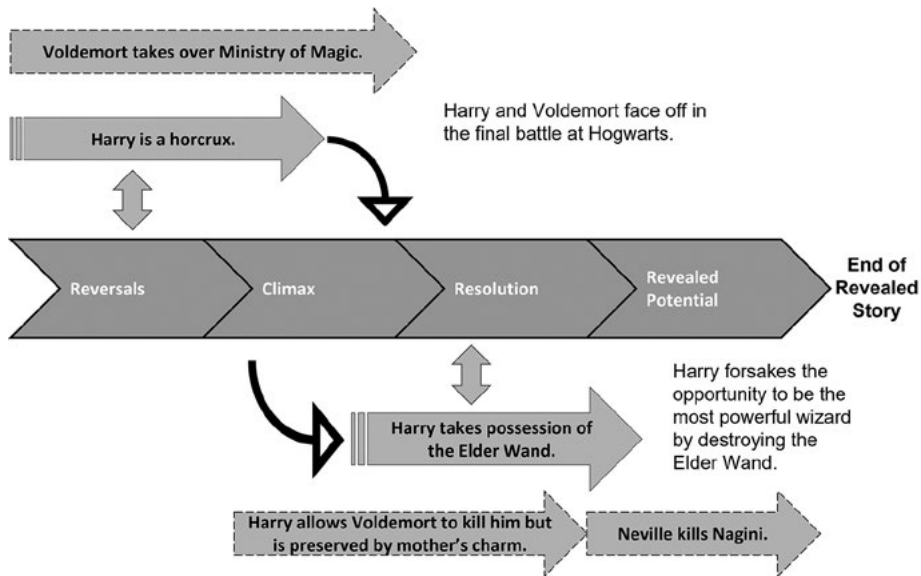 Voldemort takes over Ministry of Magic.
Harry is a horcrux.
Harry and Voldemort face off in
the final battle at Hogwarts.
Reversals
Climax
Resolution
Revealed
Potential
End of
Revealed
Story
Harry takes possession of
the Elder Wand.
Harry forsakes the
opportunity to be the
most powerful wizard
by destroying the
Elder Wand.
Harry allows Voldemort to kill him but
is preserved by mother’s charm.
Neville kills Nagini.